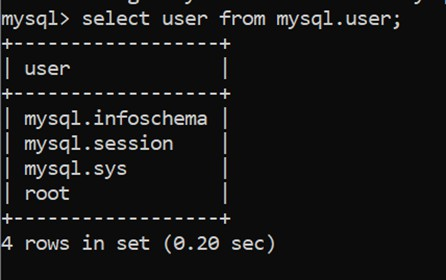 mysql> select user from mysql.user;
+------------------+
| user             |
+------------------+
| mysql.infoschema |
| mysql.session    |
| mysql.sys        |
| root             |
+------------------+
4 rows in set (0.20 sec)